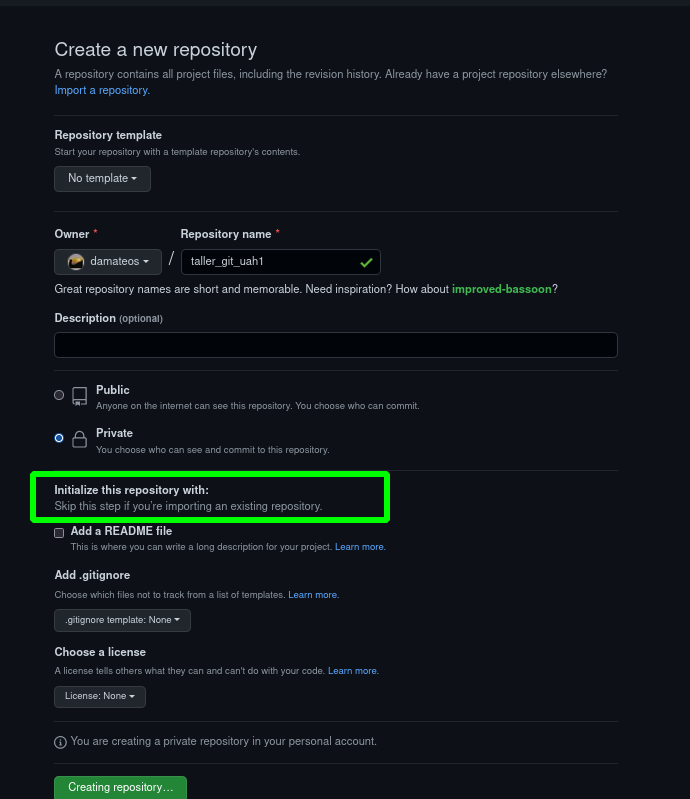 Create a new repository
A repository contains all project files, including the revision history. Already have a project repository elsewhere?
Import a repository.
Repository template
Start your repository with a template repository's contents.
No template
Owner * Repository name *
damateos / taller_git_uah1
Great repository names are short and memorable. Need inspiration? How about improved-bassoon?
Description (optional)
Public
Anyone on the internet can see this repository. You choose who can commit.
Private
You choose who can see and commit to this repository.
Initialize this repository with:
Skip this step if you're importing an existing repository.
Add a README file
This is where you can write a long description for your project. Learn more.
Add .gitignore
Choose which files not to track from a list of templates. Learn more.
.gitignore template: None
Choose a license
A license tells others what they can and can't do with your code. Learn more.
License: None
You are creating a private repository in your personal account.
Creating repository…